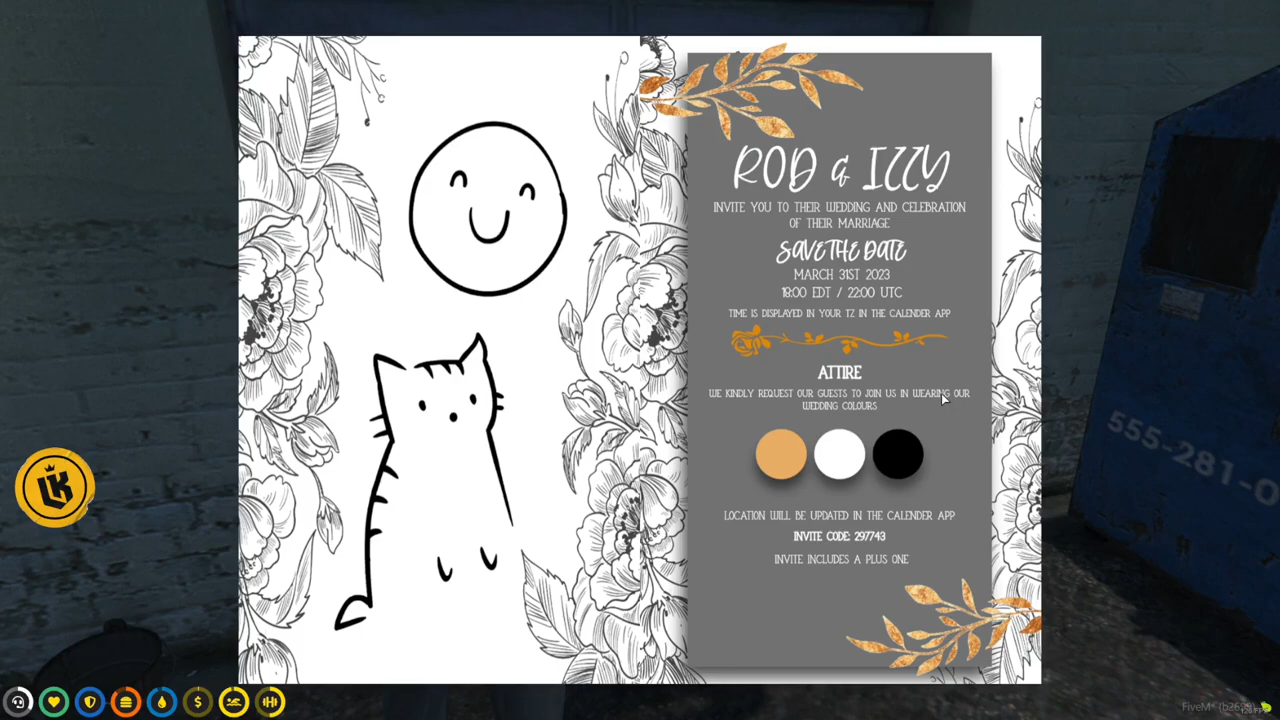 ROD & IZZY
INVITE YOU TO THEIR WEDDING AND CELEBRATION
OF THEIR MARRIAGE
SAVE THE DATE
MARCH 31ST 2023
18:00 EDT / 22:00 UTC
TIME IS DISPLAYED IN YOUR TZ IN THE CALENDER APP
ATTIRE
WE KINDLY REQUEST OUR GUESTS TO JOIN US IN WEARING OUR
WEDDING COLOURS
LOCATION WILL BE UPDATED IN THE CALENDER APP
INVITE CODE: 297743
INVITE INCLUDES A PLUS ONE
555-281-0
LK
FiveM